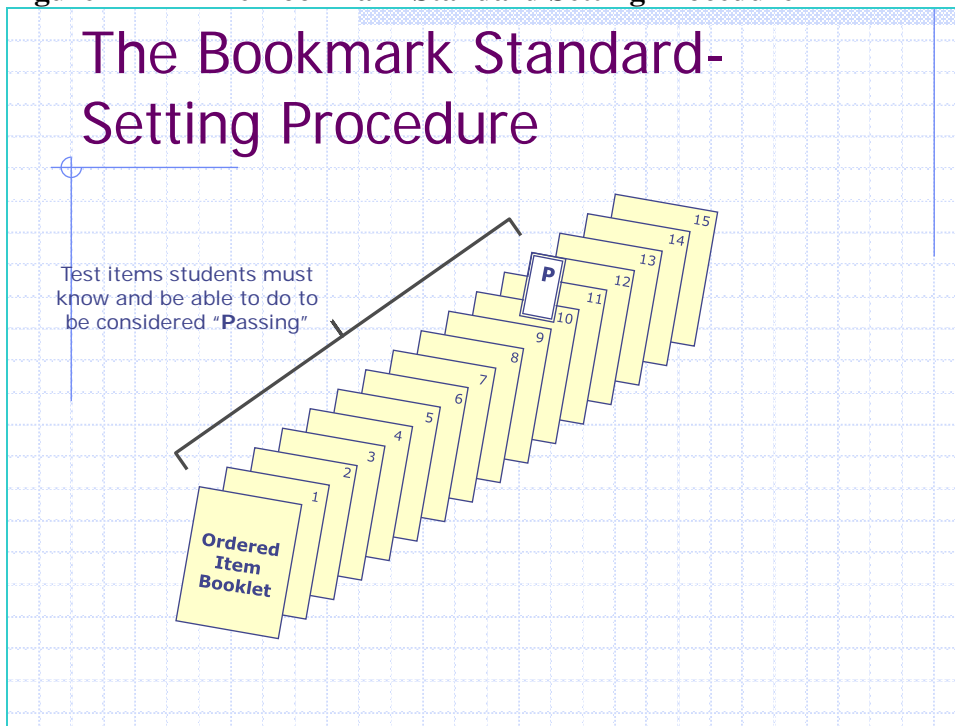 The Bookmark Standard-
Setting Procedure
Test items students must
know and be able to do to
be considered “Passing”
P
15
14
13
12
11
10
9
8
7
6
5
4
3
2
1
Ordered
Item
Booklet